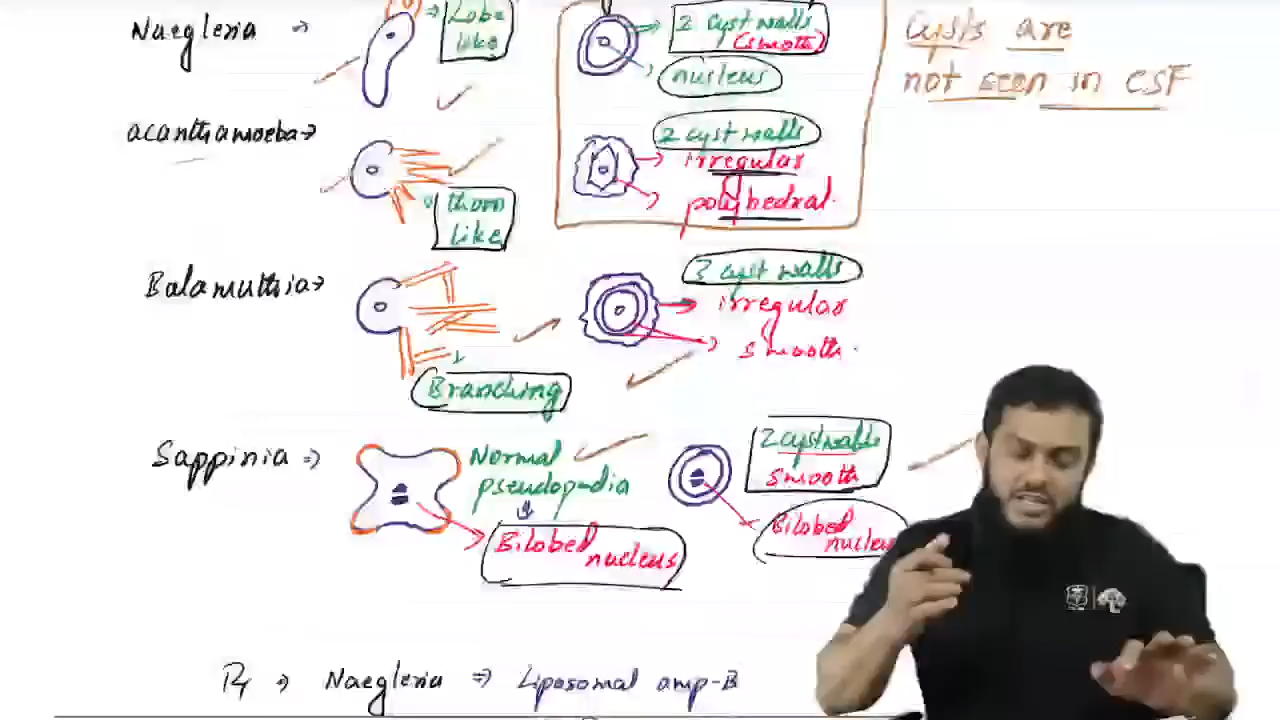 Naegleria →
→ Lobe
like
2 cyst walls
(smooth)
nucleus
Cysts are
not seen in CSF
acanthamoeba→
thorn
like
2 cyst walls
irregular
polyhedral.
Balamuthia→
Branching
3 cyst walls
irregular
smooth.
Sappinia ⇒
Normal
pseudopodia
Bilobed
nucleus
2 cyst walls
smooth
Bilobed
nucleus
Rx → Naegleria ⇒ Liposomal amp-B